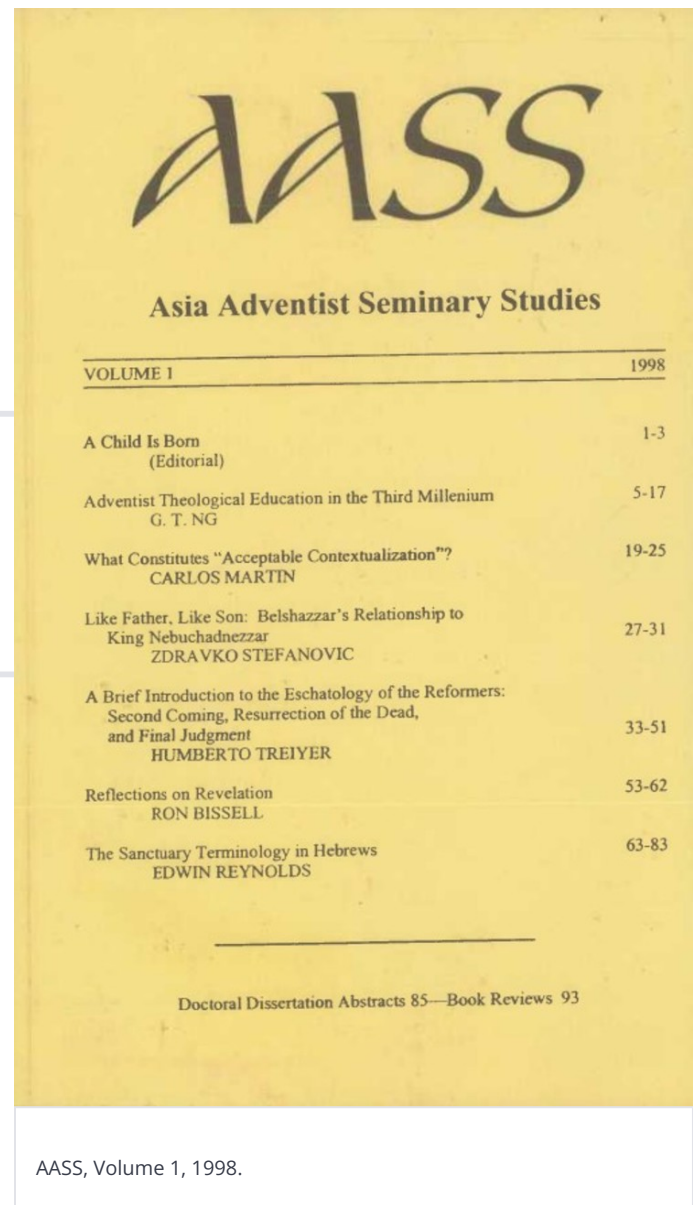 AASS
Asia Adventist Seminary Studies
VOLUME 1 1998
A Child Is Born 1-3
(Editorial)
Adventist Theological Education in the Third Millenium 5-17
G. T. NG
What Constitutes “Acceptable Contextualization”? 19-25
CARLOS MARTIN
Like Father, Like Son: Belshazzar's Relationship to
King Nebuchadnezzar 27-31
ZDRAVKO STEFANOVIC
A Brief Introduction to the Eschatology of the Reformers:
Second Coming, Resurrection of the Dead,
and Final Judgment 33-51
HUMBERTO TREIYER
Reflections on Revelation 53-62
RON BISSELL
The Sanctuary Terminology in Hebrews 63-83
EDWIN REYNOLDS
Doctoral Dissertation Abstracts 85—Book Reviews 93
AASS, Volume 1, 1998.